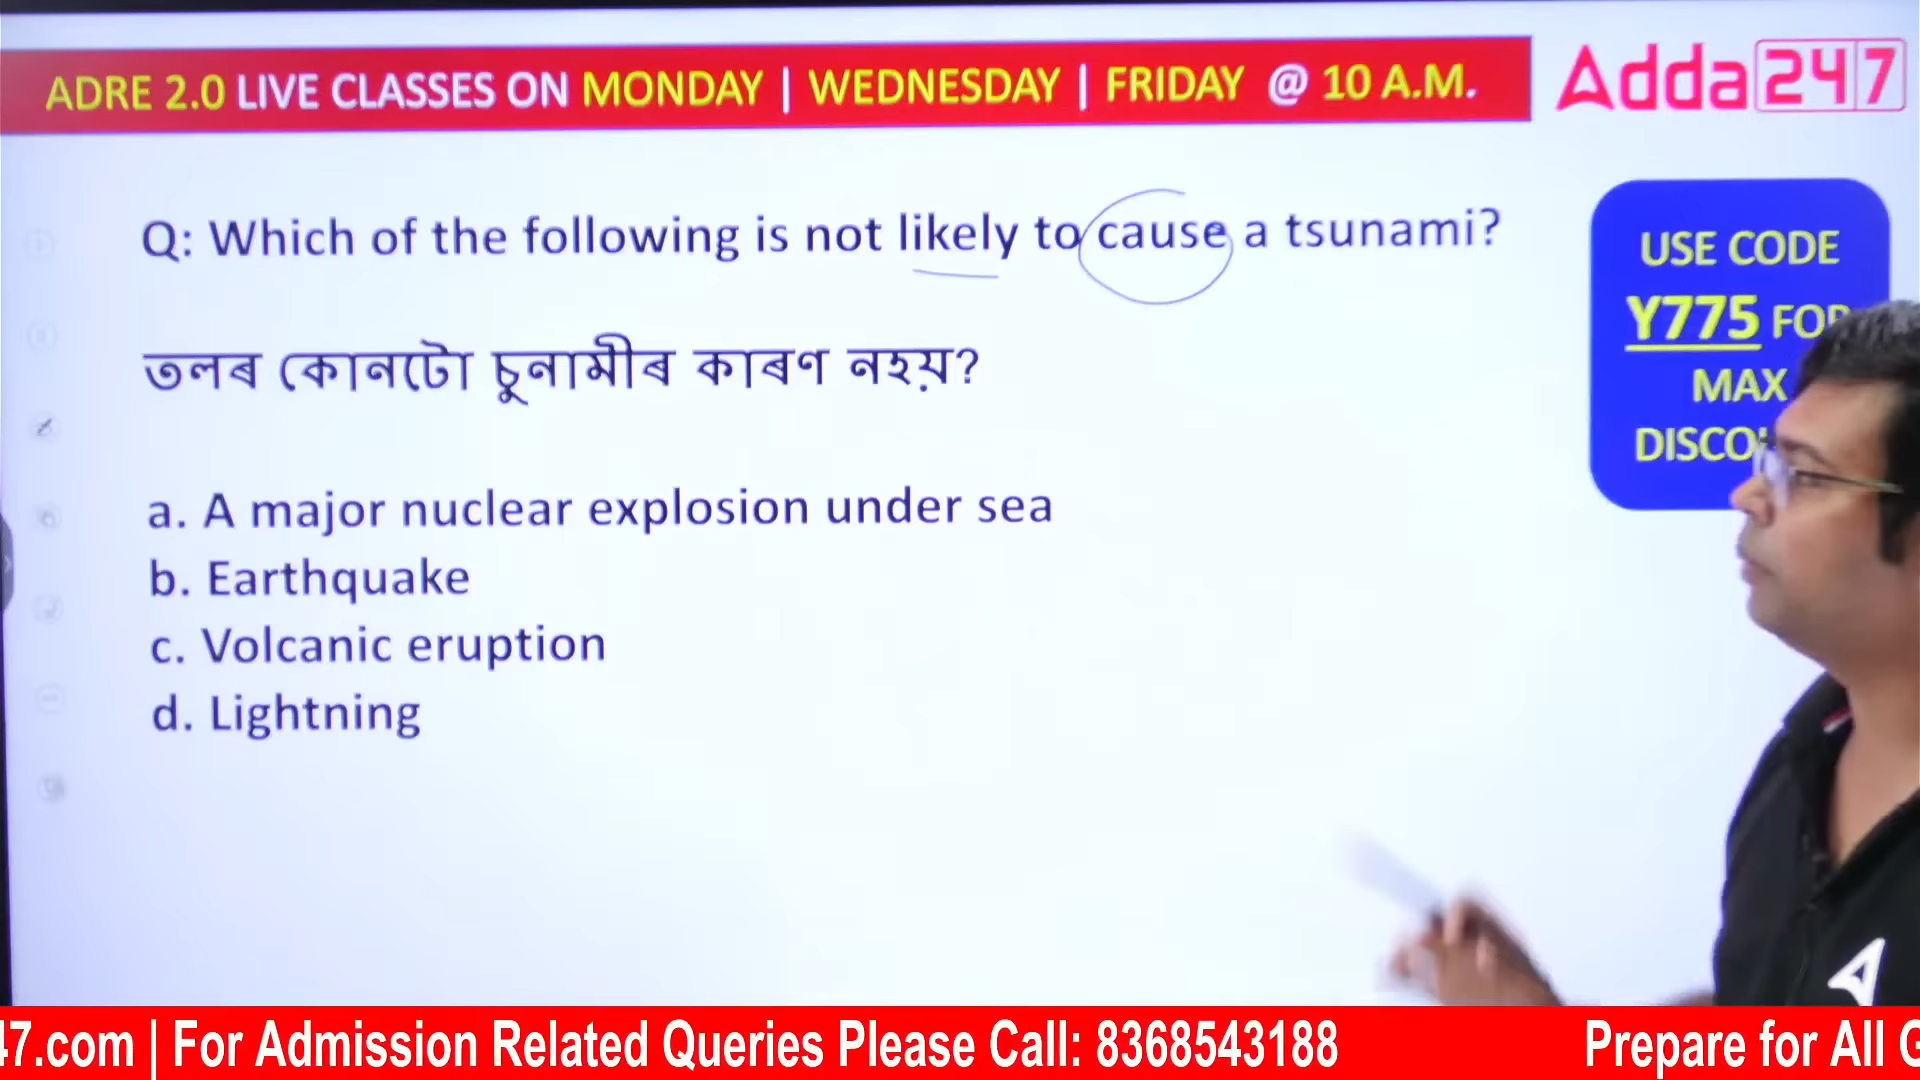 ADRE 2.0 LIVE CLASSES ON MONDAY | WEDNESDAY | FRIDAY @ 10 A.M.
Adda247
Q: Which of the following is not likely to cause a tsunami?
USE CODE
Y775 FOR
MAX
তলৰ কোনটো চুনামীৰ কাৰণ নহয়?
a. A major nuclear explosion under sea
b. Earthquake
c. Volcanic eruption
d. Lightning
47.com | For Admission Related Queries Please Call: 8368543188
Prepare for All G